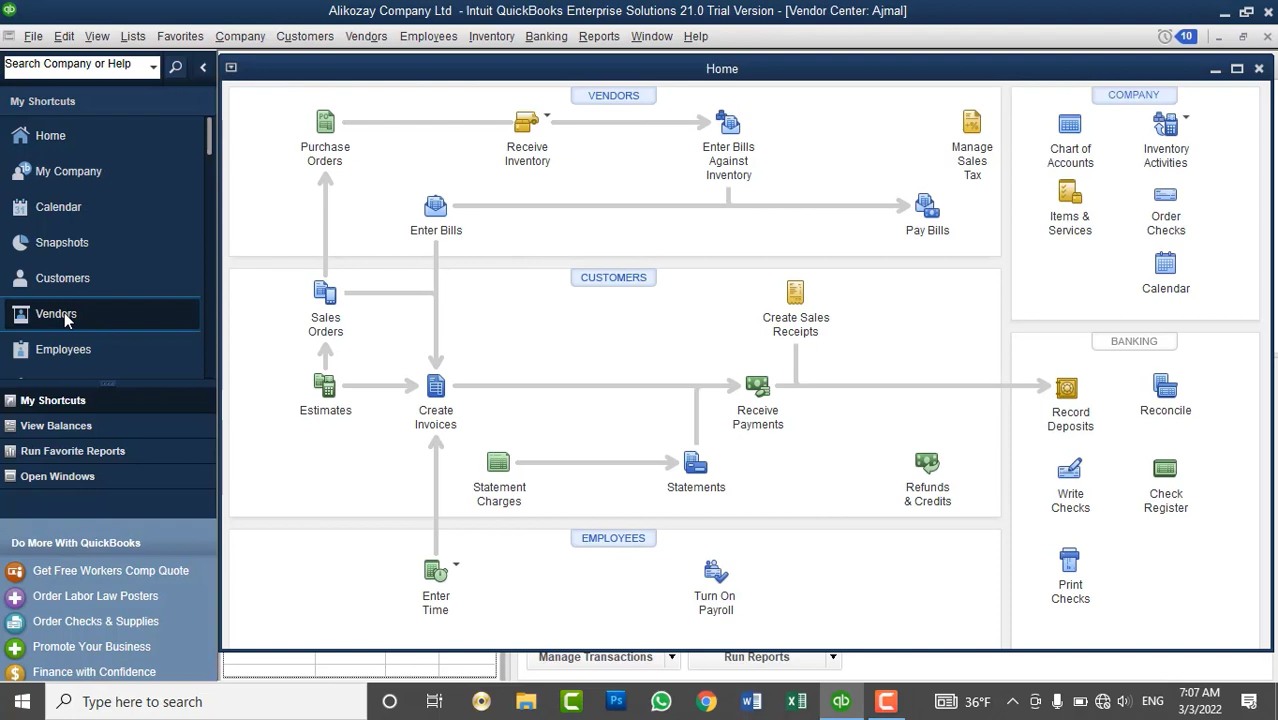 Alikozay Company Ltd - Intuit QuickBooks Enterprise Solutions 21.0 Trial Version - [Vendor Center: Ajmal]
File Edit View Lists Favorites Company Customers Vendors Employees Inventory Banking Reports Window Help
10
Search Company or Help
My Shortcuts
Home
My Company
Calendar
Snapshots
Customers
Vendors
Employees
My Shortcuts
View Balances
Run Favorite Reports
Open Windows
Do More With QuickBooks
Get Free Workers Comp Quote
Order Labor Law Posters
Order Checks & Supplies
Promote Your Business
Finance with Confidence
Home
VENDORS
Purchase
Orders
Receive
Inventory
Enter Bills
Against
Inventory
Manage
Sales
Tax
Enter Bills
Pay Bills
CUSTOMERS
Sales
Orders
Create Sales
Receipts
Estimates
Create
Invoices
Receive
Payments
Statement
Charges
Statements
Refunds
& Credits
EMPLOYEES
Enter
Time
Turn On
Payroll
COMPANY
Chart of
Accounts
Inventory
Activities
Items &
Services
Order
Checks
Calendar
BANKING
Record
Deposits
Reconcile
Write
Checks
Check
Register
Print
Checks
Manage Transactions
Run Reports
Type here to search
36°F
ENG
7:07 AM
3/3/2022